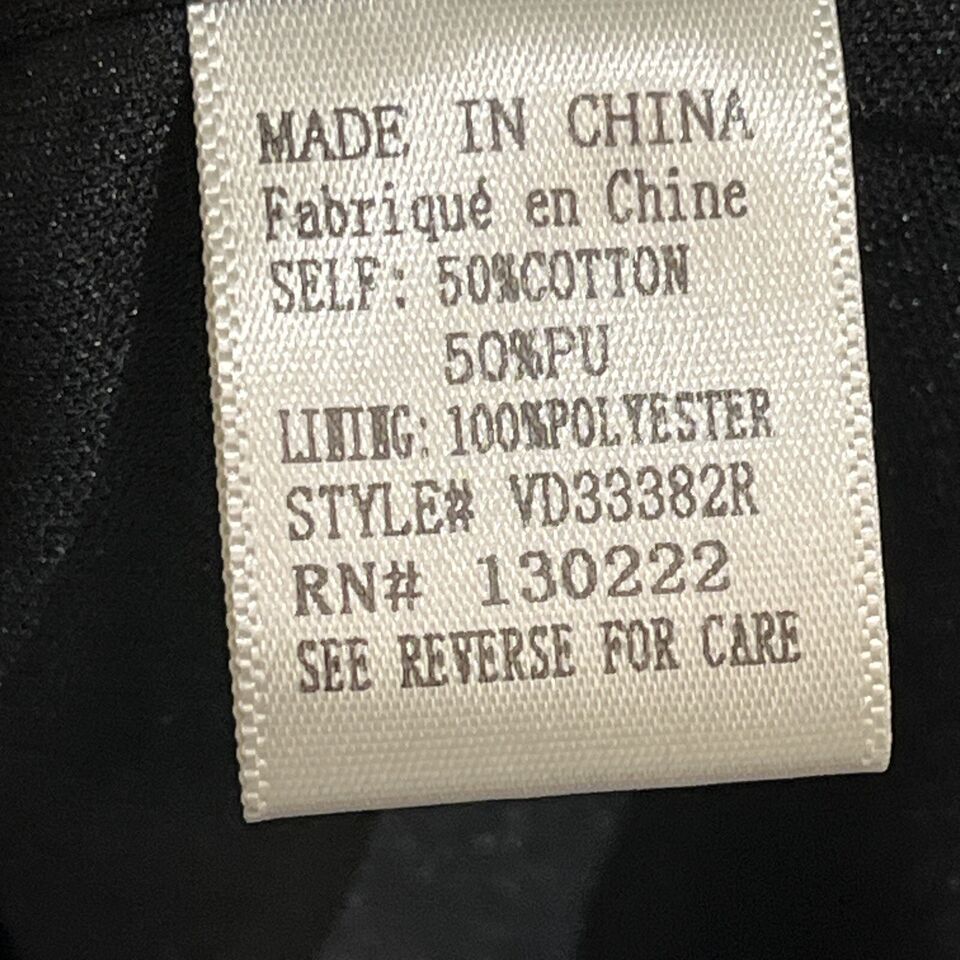 MADE IN CHINA
Fabriqué en Chine
SELF: 50%COTTON
50%PU
LINING: 100%POLYESTER
STYLE# VD33382R
RN# 130222
SEE REVERSE FOR CARE